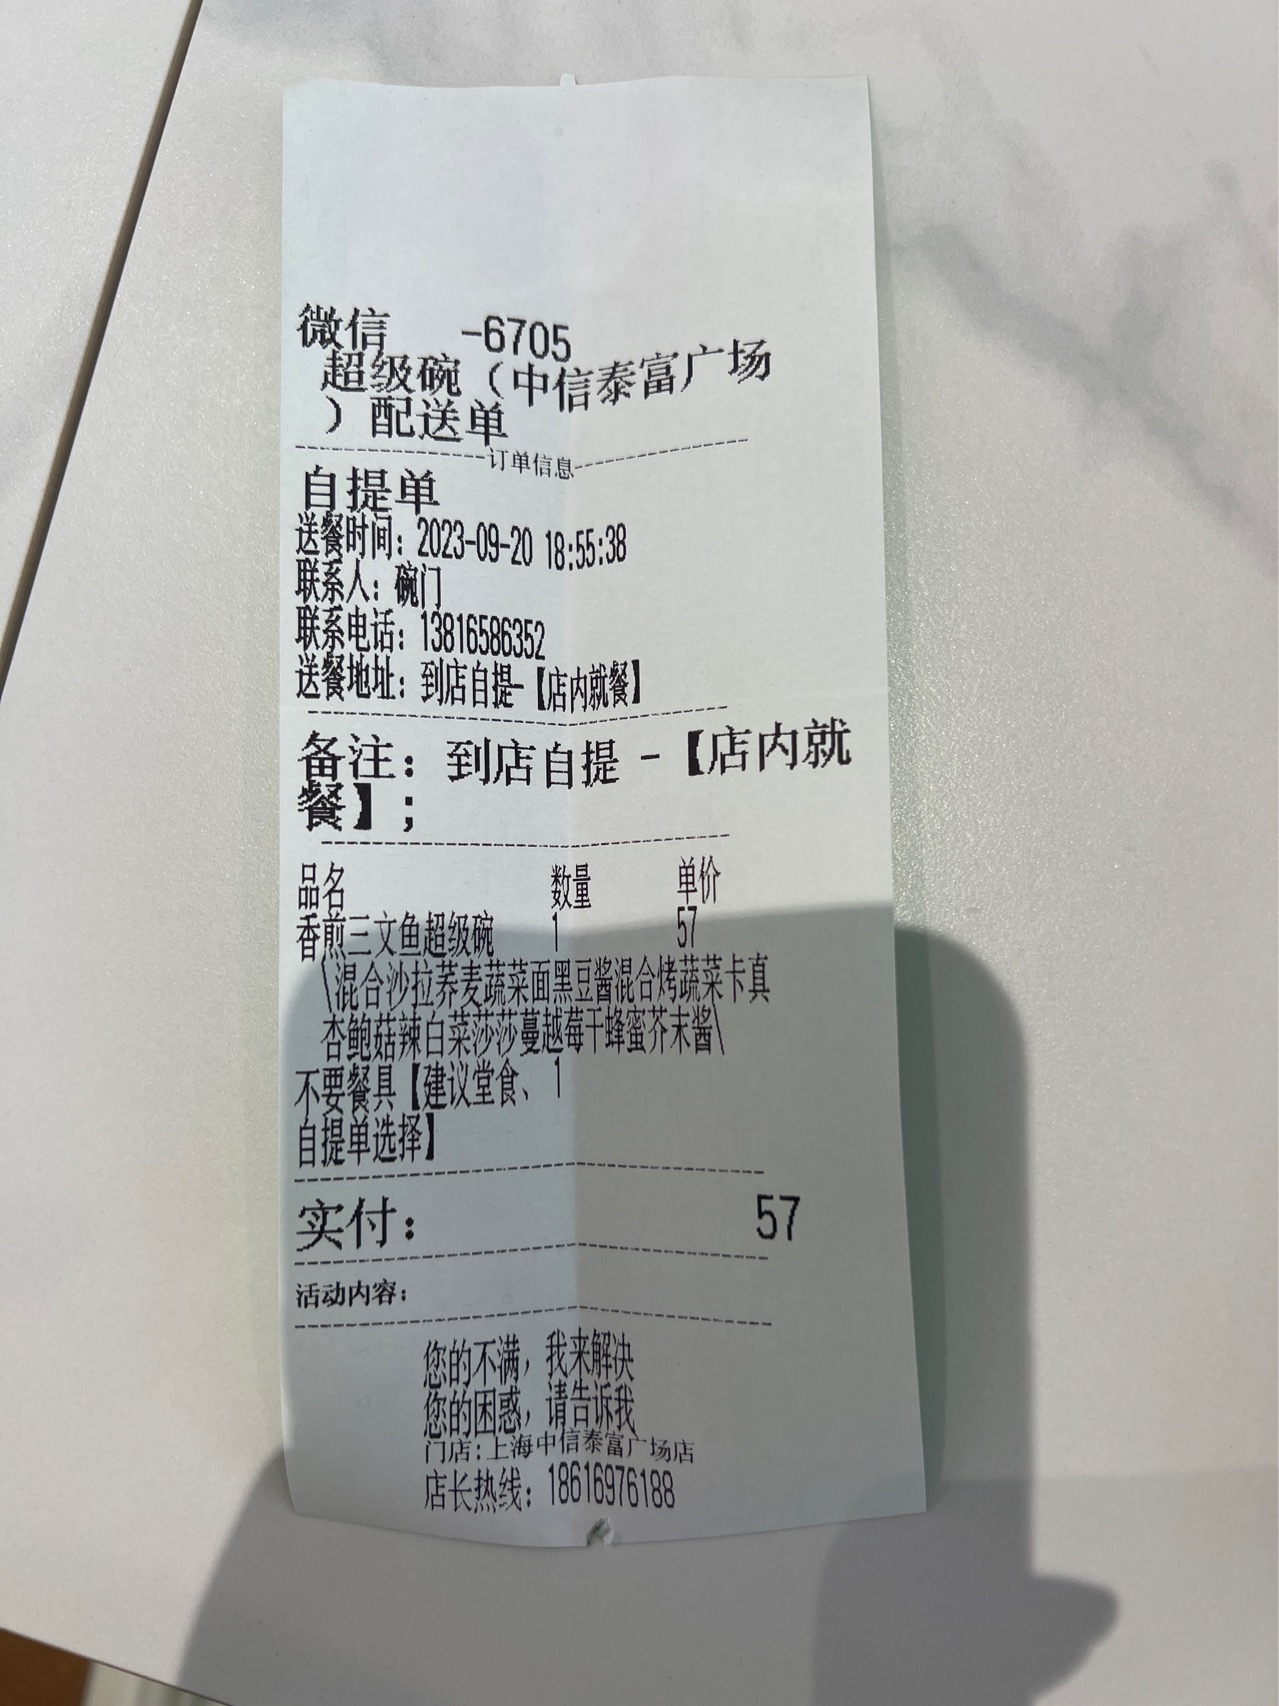 微信 -6705
超级碗（中信泰富广场
）配送单
--------------------订单信息--------------------
自提单
送餐时间：2023-09-20 18:55:38
联系人：碗门
联系电话：13816586352
送餐地址：到店自提-【店内就餐】
备注：到店自提-【店内就
餐】；
品名 数量 单价
香煎三文鱼超级碗 1 57
\混合沙拉荞麦蔬菜面黑豆酱混合烤蔬菜卡真
杏鲍菇辣白菜莎莎蔓越莓干蜂蜜芥末酱\
不要餐具【建议堂食、 1
自提单选择】
实付： 57
活动内容：
您的不满，我来解决
您的困惑，请告诉我
门店:上海中信泰富广场店
店长热线：18616976188